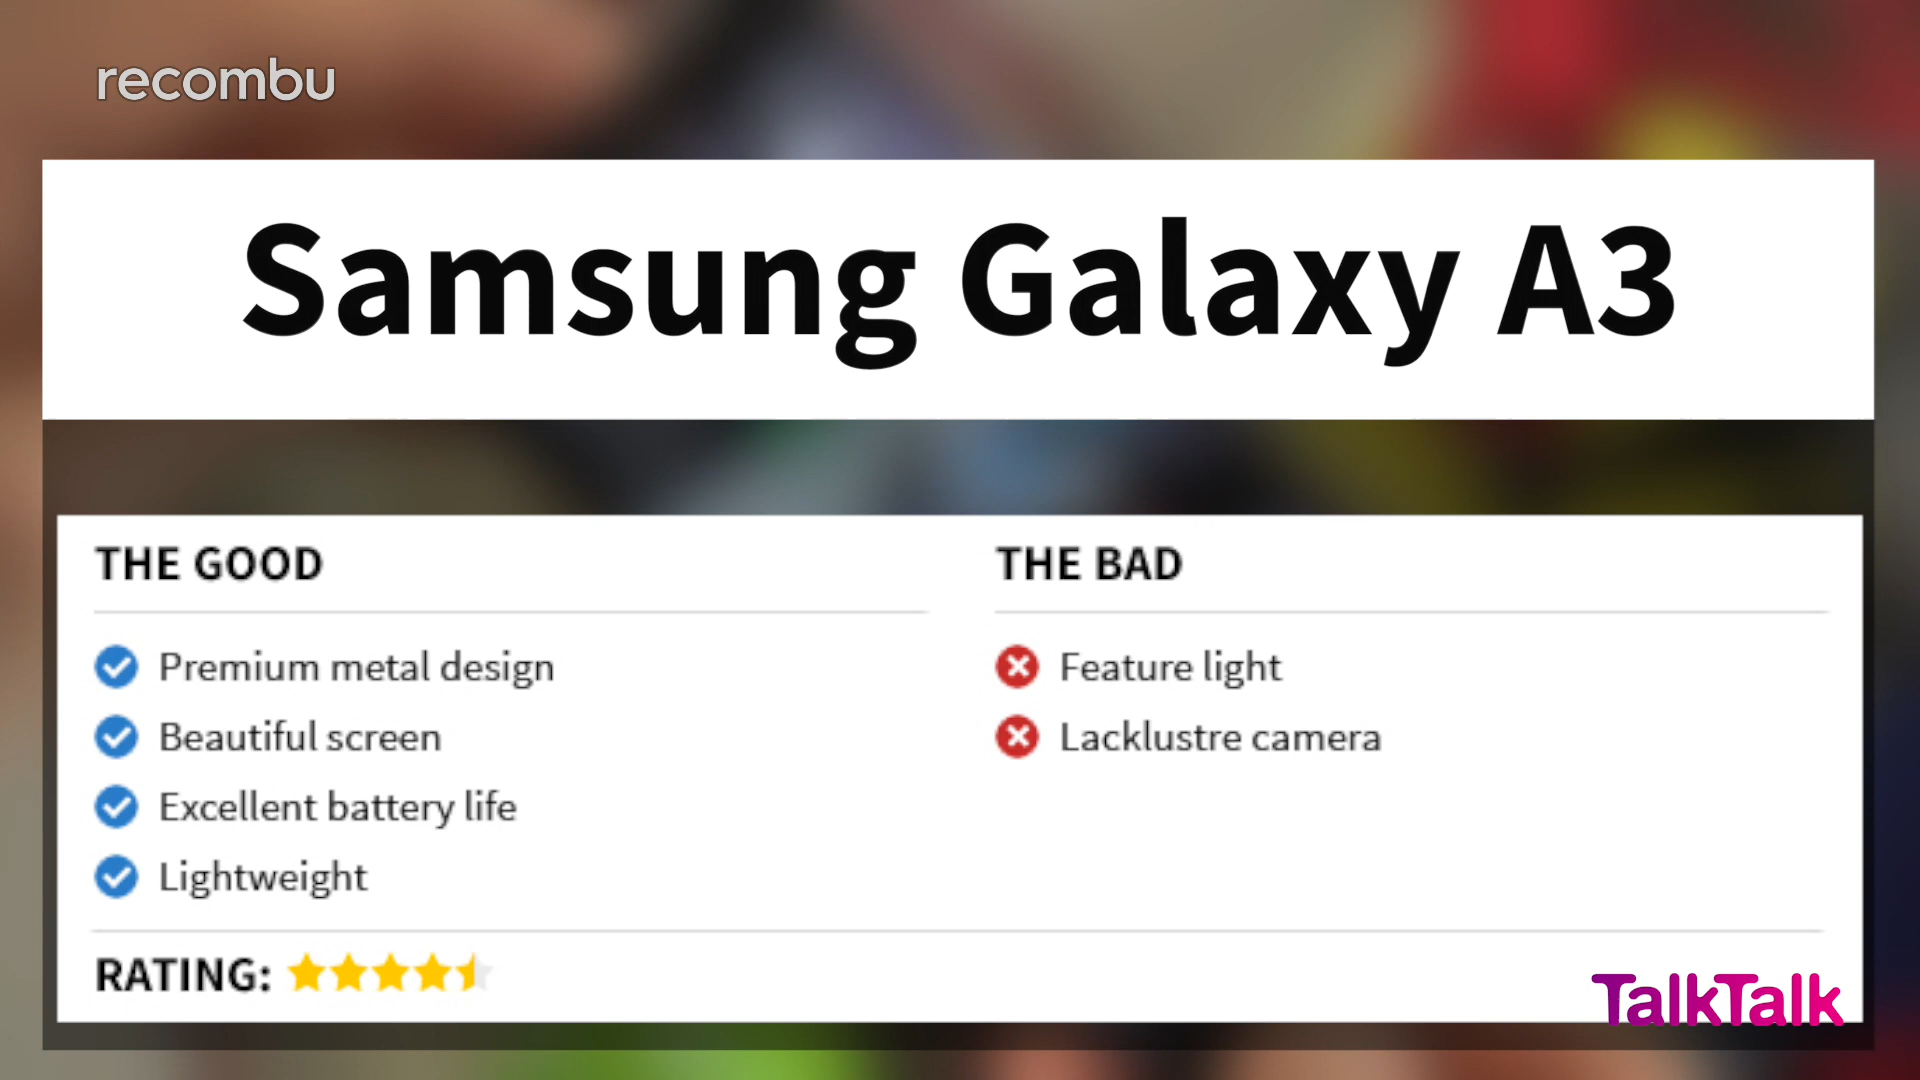 recombu
Samsung Galaxy A3
THE GOOD
Premium metal design
Beautiful screen
Excellent battery life
Lightweight
THE BAD
Feature light
Lacklustre camera
RATING:
TalkTalk